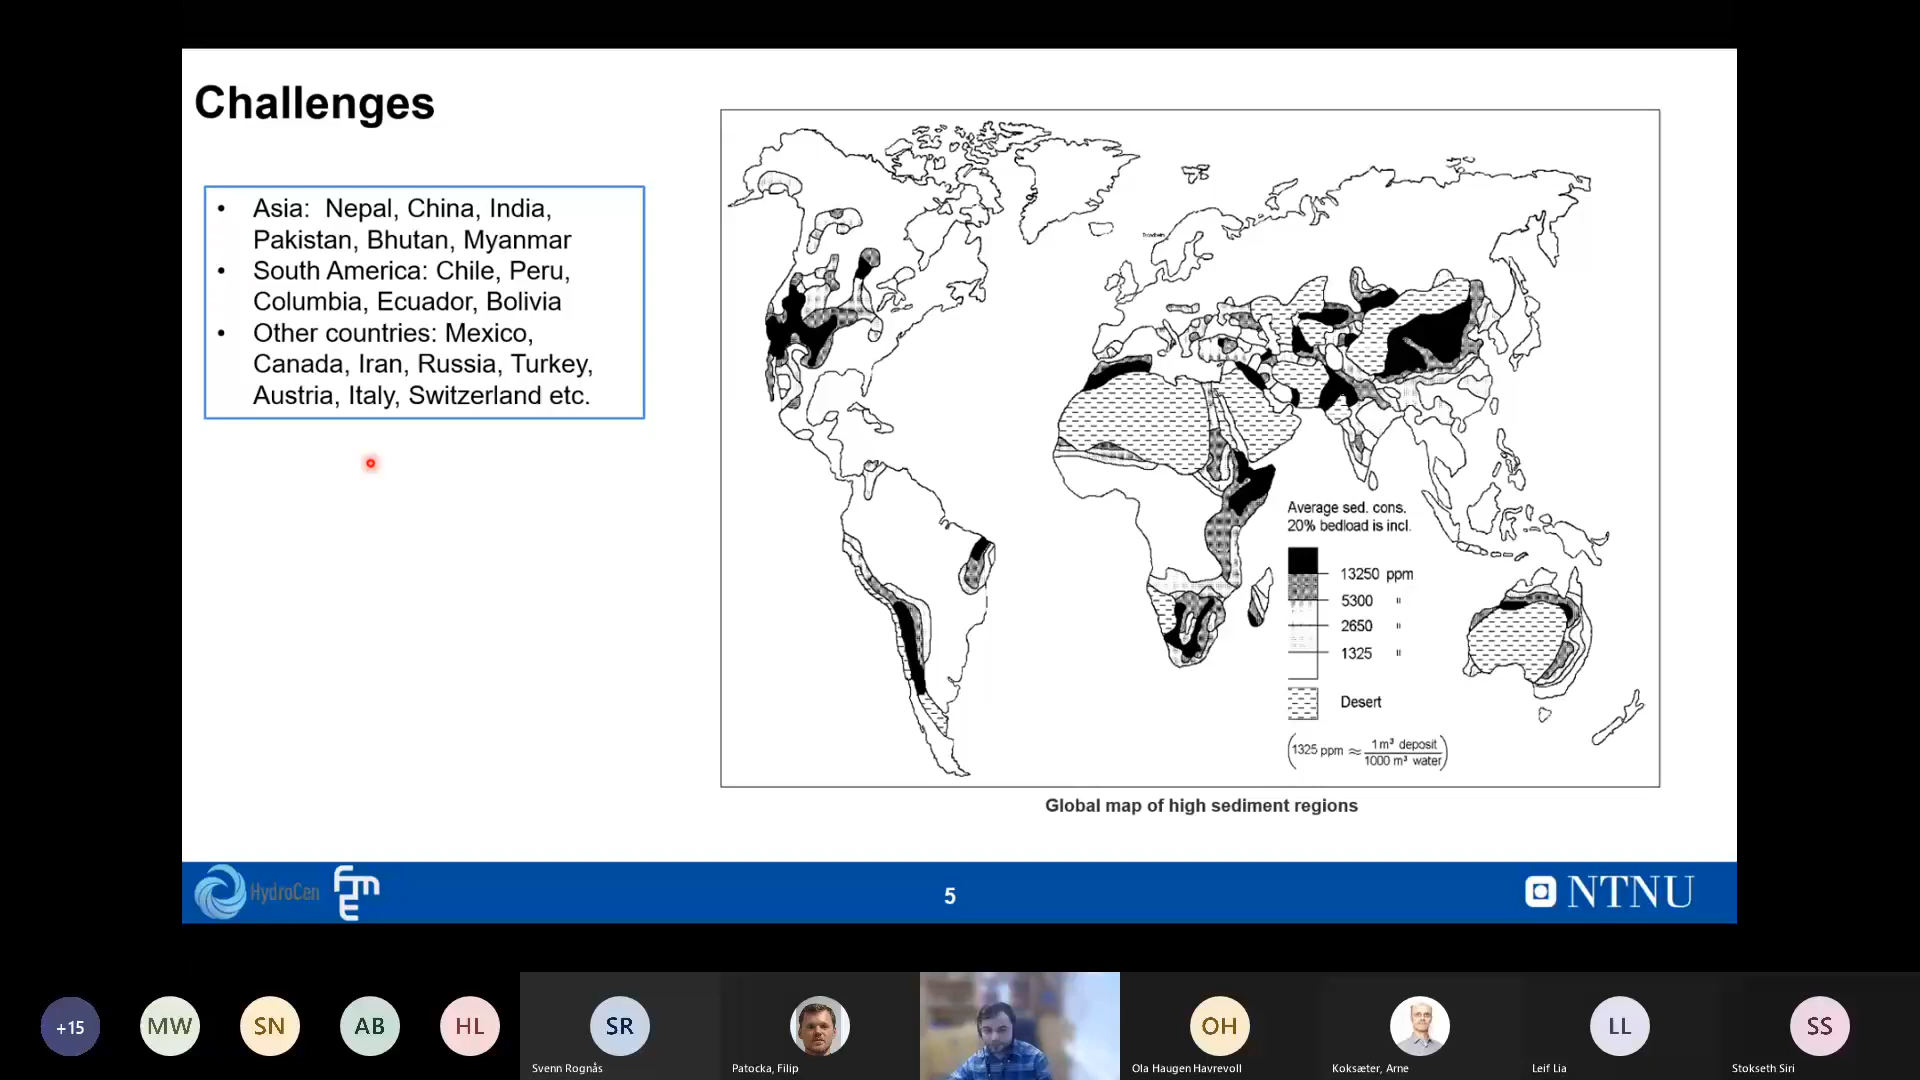 Challenges
• Asia:  Nepal, China, India,
Pakistan, Bhutan, Myanmar
• South America: Chile, Peru,
Columbia, Ecuador, Bolivia
• Other countries: Mexico,
Canada, Iran, Russia, Turkey,
Austria, Italy, Switzerland etc.
Trondheim
Average sed. cons.
20% bedload is incl.
13250 ppm
5300 "
2650 "
1325 "
Desert
(1325 ppm ≈ 1 m³ deposit
1000 m³ water)
Global map of high sediment regions
HydroCen
FME
5
NTNU
+15
MW
SN
AB
HL
SR
OH
LL
SS
Svenn Rognås
Patocka, Filip
Ola Haugen Havrevoll
Koksæter, Arne
Leif Lia
Stokseth Siri